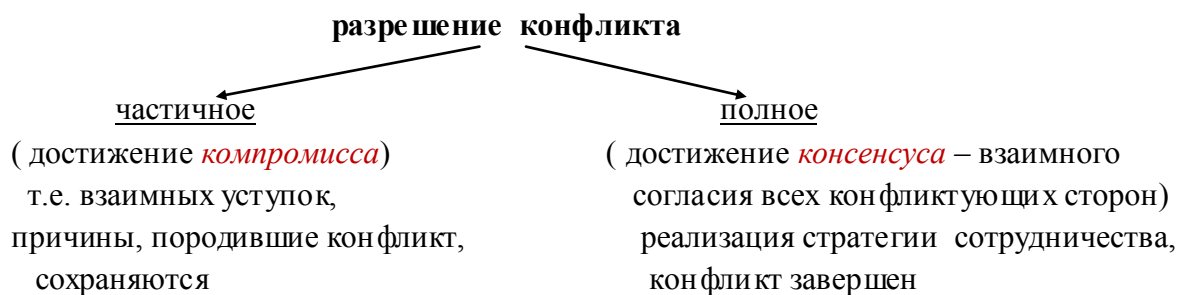 разрешение конфликта
частичное
( достижение компромисса)
т.е. взаимных уступок,
причины, породившие конфликт,
сохраняются
полное
( достижение консенсуса – взаимного
согласия всех конфликтующих сторон)
реализация стратегии сотрудничества,
конфликт завершен